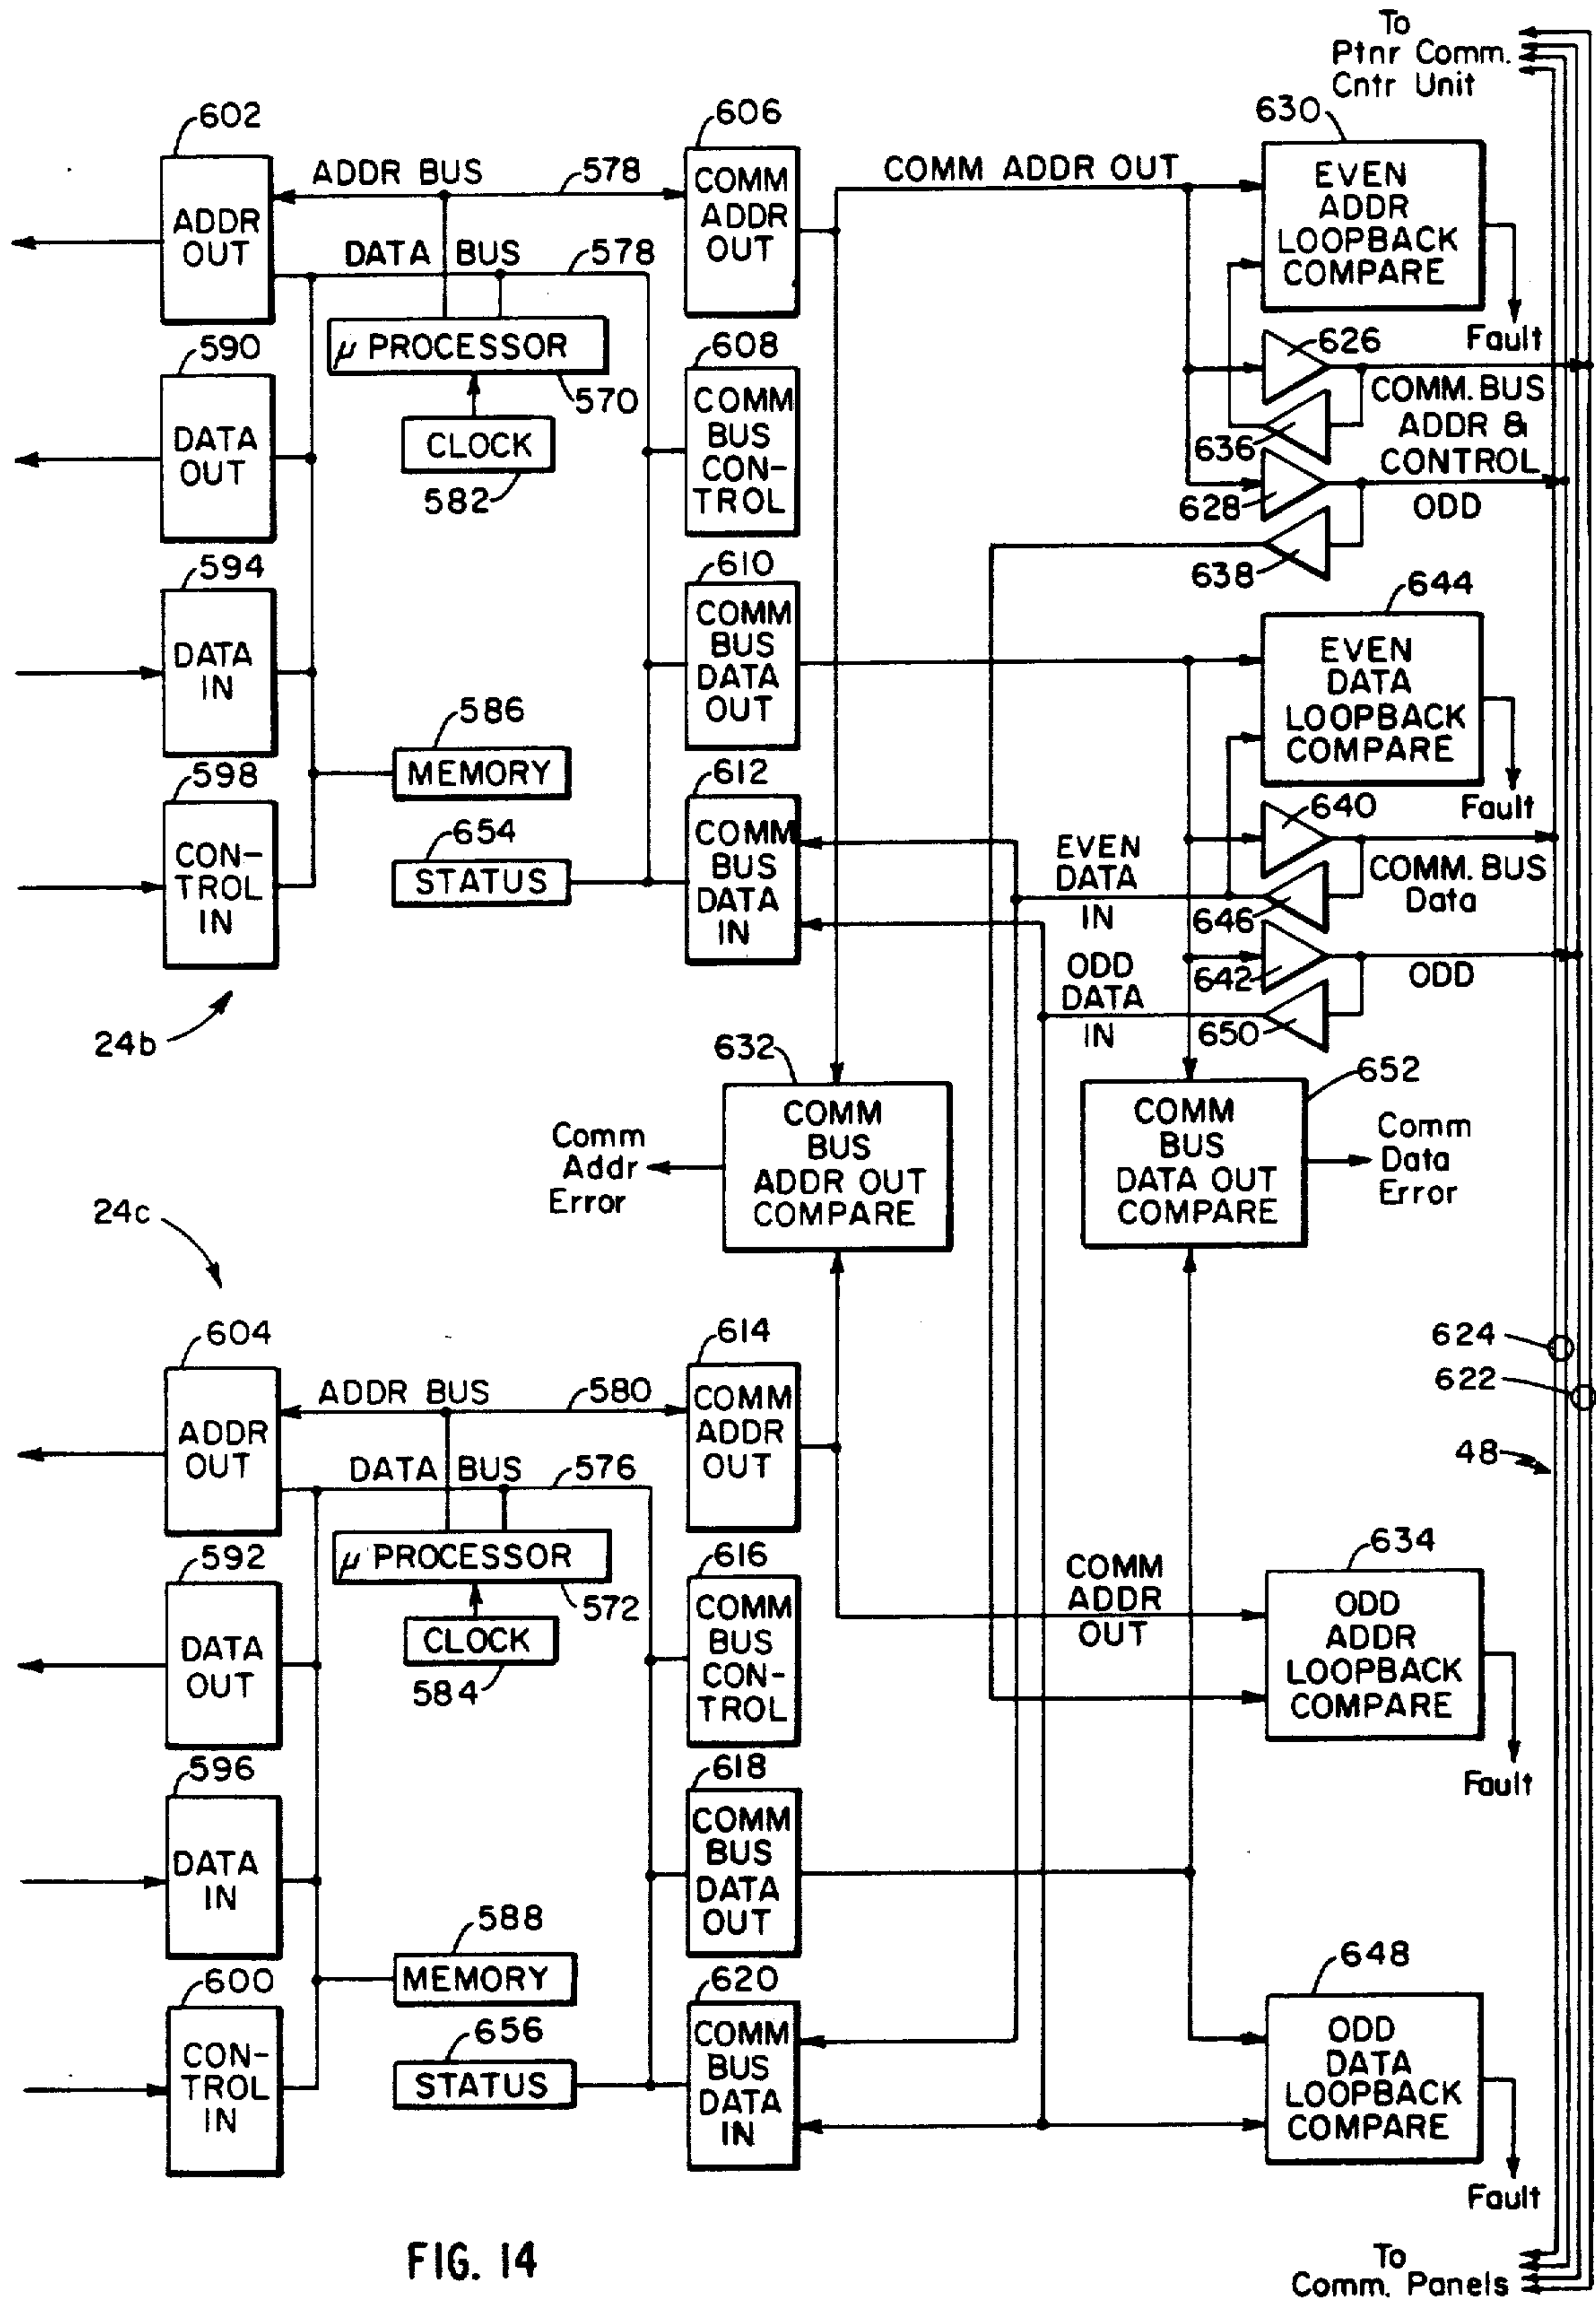 To
Ptnr Comm.
Cntr Unit
602
ADDR
OUT
ADDR BUS
578
DATA BUS
578
606
COMM
ADDR
OUT
COMM ADDR OUT
630
EVEN
ADDR
LOOPBACK
COMPARE
Fault
590
DATA
OUT
μ PROCESSOR
570
CLOCK
582
608
COMM
BUS
CON-
TROL
626
COMM. BUS
ADDR &
CONTROL
636
628
ODD
638
594
DATA
IN
610
COMM
BUS
DATA
OUT
644
EVEN
DATA
LOOPBACK
COMPARE
Fault
586
MEMORY
598
CON-
TROL
IN
654
STATUS
612
COMM
BUS
DATA
IN
EVEN
DATA
IN
640
COMM. BUS
Data
646
ODD
DATA
IN
642
ODD
650
24b
632
COMM
BUS
ADDR OUT
COMPARE
Comm
Addr
Error
652
COMM
BUS
DATA OUT
COMPARE
Comm
Data
Error
24c
604
ADDR
OUT
ADDR BUS
580
DATA BUS
576
614
COMM
ADDR
OUT
624
622
48
592
DATA
OUT
μ PROCESSOR
572
CLOCK
584
616
COMM
BUS
CON-
TROL
COMM
ADDR
OUT
634
ODD
ADDR
LOOPBACK
COMPARE
Fault
596
DATA
IN
618
COMM
BUS
DATA
OUT
588
MEMORY
600
CON-
TROL
IN
656
STATUS
620
COMM
BUS
DATA
IN
648
ODD
DATA
LOOPBACK
COMPARE
Fault
FIG. 14
To
Comm. Panels